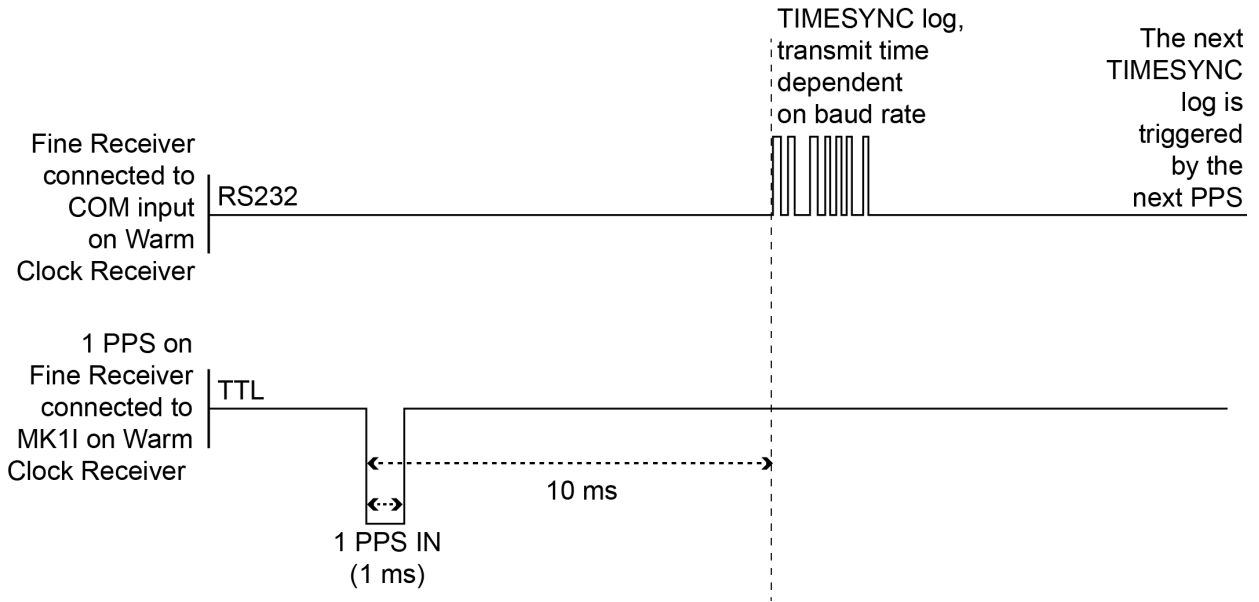 TIMESYNC log,
transmit time
dependent
on baud rate
The next
TIMESYNC
log is
triggered
by the
next PPS
Fine Receiver
connected to
COM input
on Warm
Clock Receiver
RS232
1 PPS on
Fine Receiver
connected to
MK1I on Warm
Clock Receiver
TTL
10 ms
1 PPS IN
(1 ms)